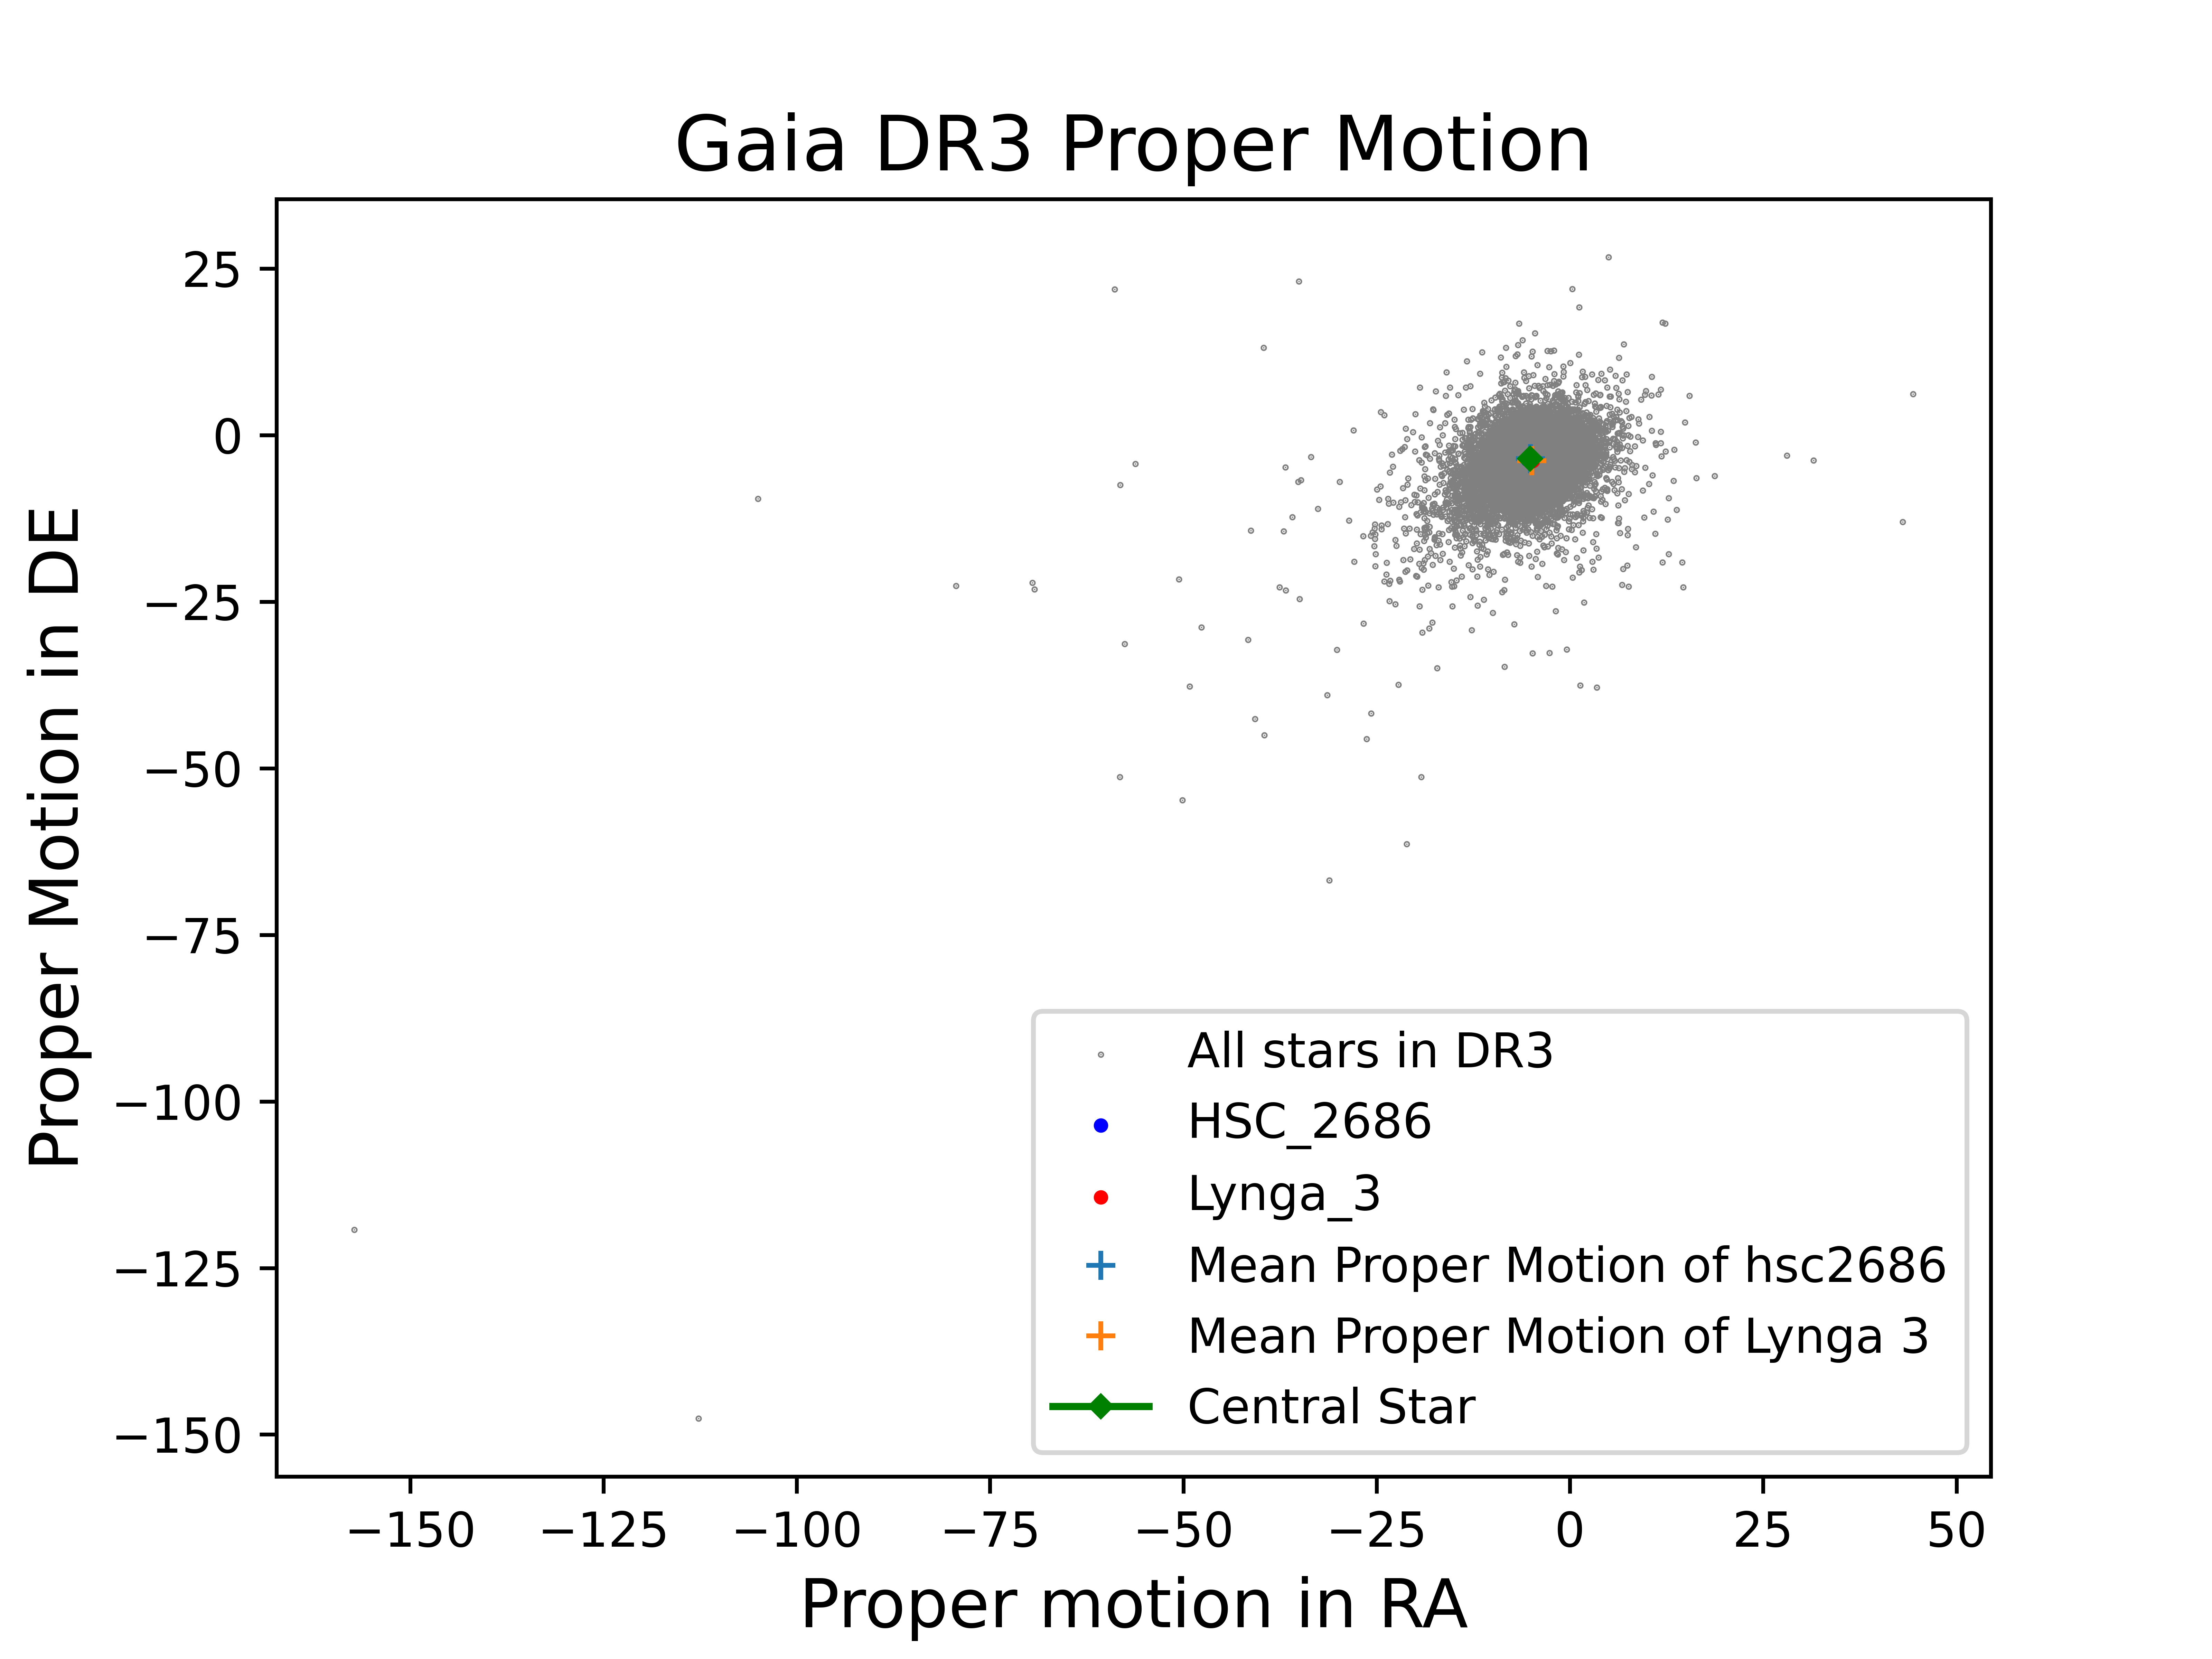 Gaia DR3 Proper Motion
Proper Motion in DE
25
0
−25
−50
−75
−100
−125
−150
All stars in DR3
HSC_2686
Lynga_3
Mean Proper Motion of hsc2686
Mean Proper Motion of Lynga 3
Central Star
−150 −125 −100 −75 −50 −25 0 25 50
Proper motion in RA